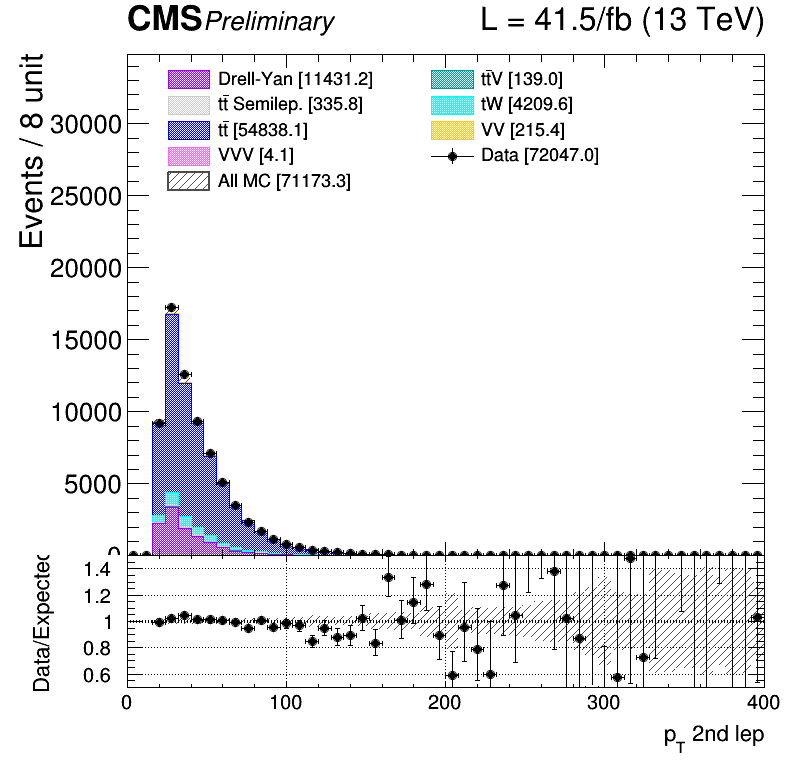 CMS Preliminary L = 41.5/fb (13 TeV)
Events / 8 unit
Drell-Yan [11431.2]
tt̄ Semilep. [335.8]
tt̄ [54838.1]
VVV [4.1]
All MC [71173.3]
tt̄V [139.0]
tW [4209.6]
VV [215.4]
Data [72047.0]
30000
25000
20000
15000
10000
5000
0
Data/Expected
1.4
1.2
1
0.8
0.6
0 100 200 300 400
p_T 2nd lep